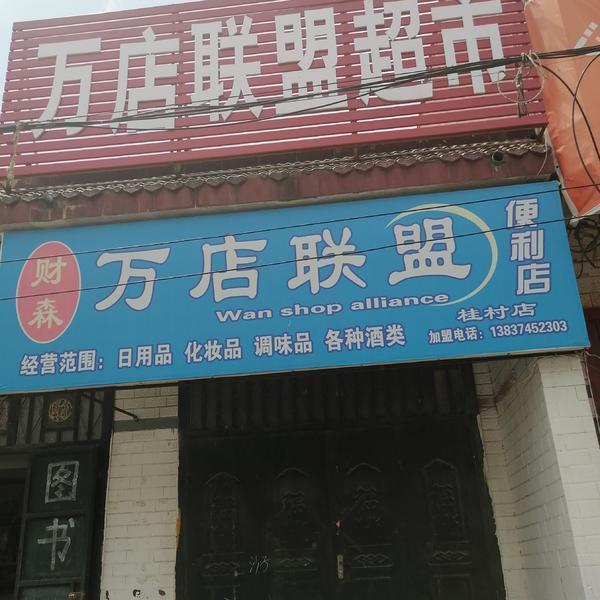 万店联盟超市
财森
万店联盟
便利店
Wan shop alliance
桂村店
经营范围：日用品 化妆品 调味品 各种酒类
加盟电话：13837452303
图书